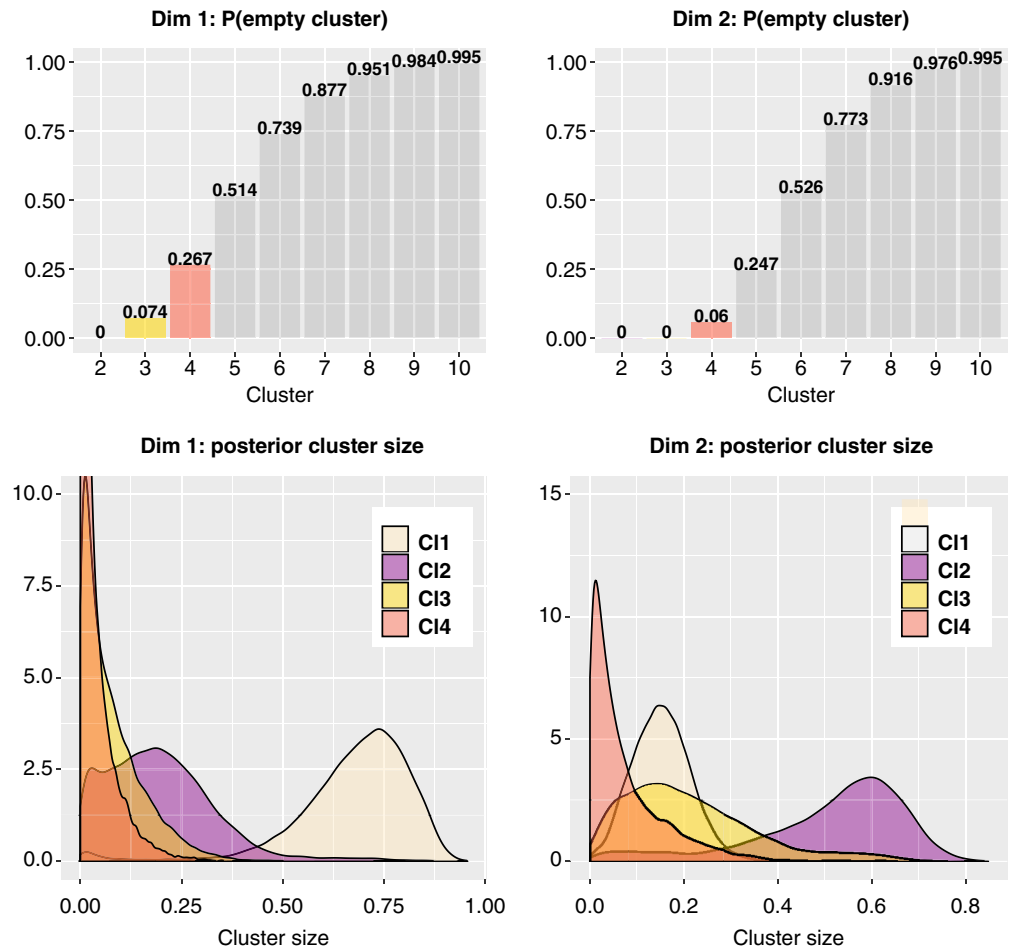 Dim 1: P(empty cluster)
1.00
0.75
0.50
0.25
0.00
0
0.074
0.267
0.514
0.739
0.877
0.951
0.984
0.995
2 3 4 5 6 7 8 9 10
Cluster
Dim 2: P(empty cluster)
1.00
0.75
0.50
0.25
0.00
0
0
0.06
0.247
0.526
0.773
0.916
0.976
0.995
2 3 4 5 6 7 8 9 10
Cluster
Dim 1: posterior cluster size
10.0
7.5
5.0
2.5
0.0
Cl1
Cl2
Cl3
Cl4
0.00 0.25 0.50 0.75 1.00
Cluster size
Dim 2: posterior cluster size
15
10
5
0
Cl1
Cl2
Cl3
Cl4
0.0 0.2 0.4 0.6 0.8
Cluster size